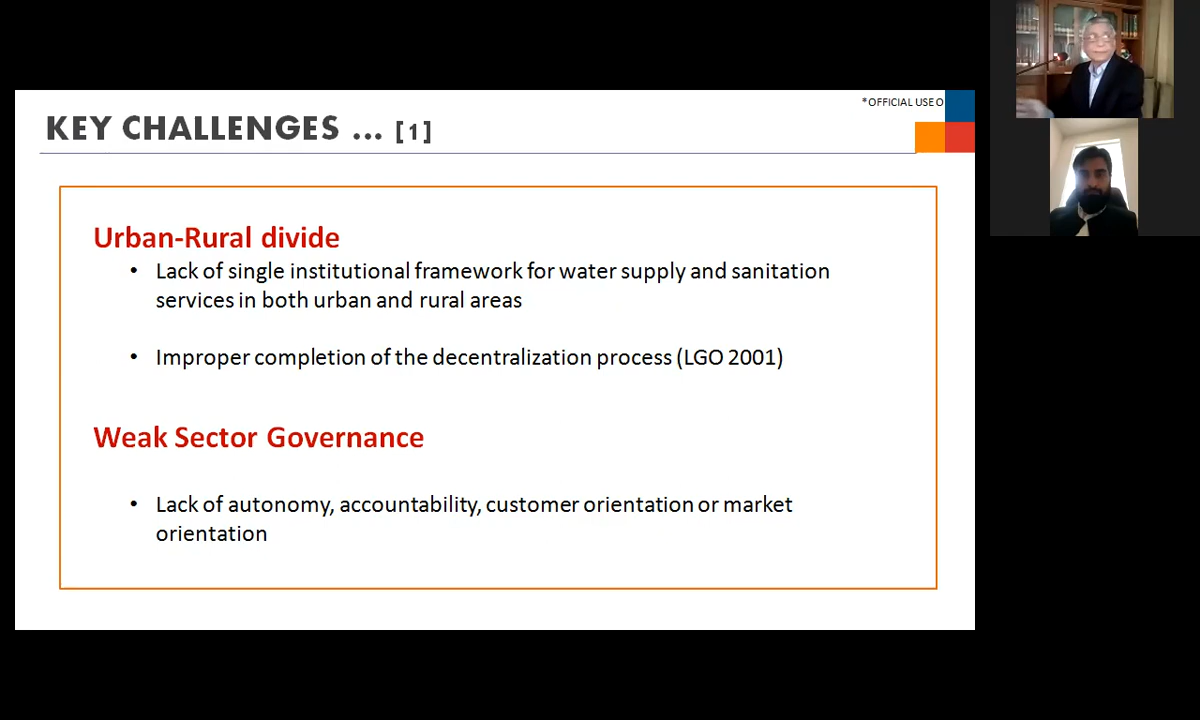 *OFFICIAL USE O
KEY CHALLENGES ... [1]
Urban-Rural divide
• Lack of single institutional framework for water supply and sanitation
services in both urban and rural areas
• Improper completion of the decentralization process (LGO 2001)
Weak Sector Governance
• Lack of autonomy, accountability, customer orientation or market
orientation